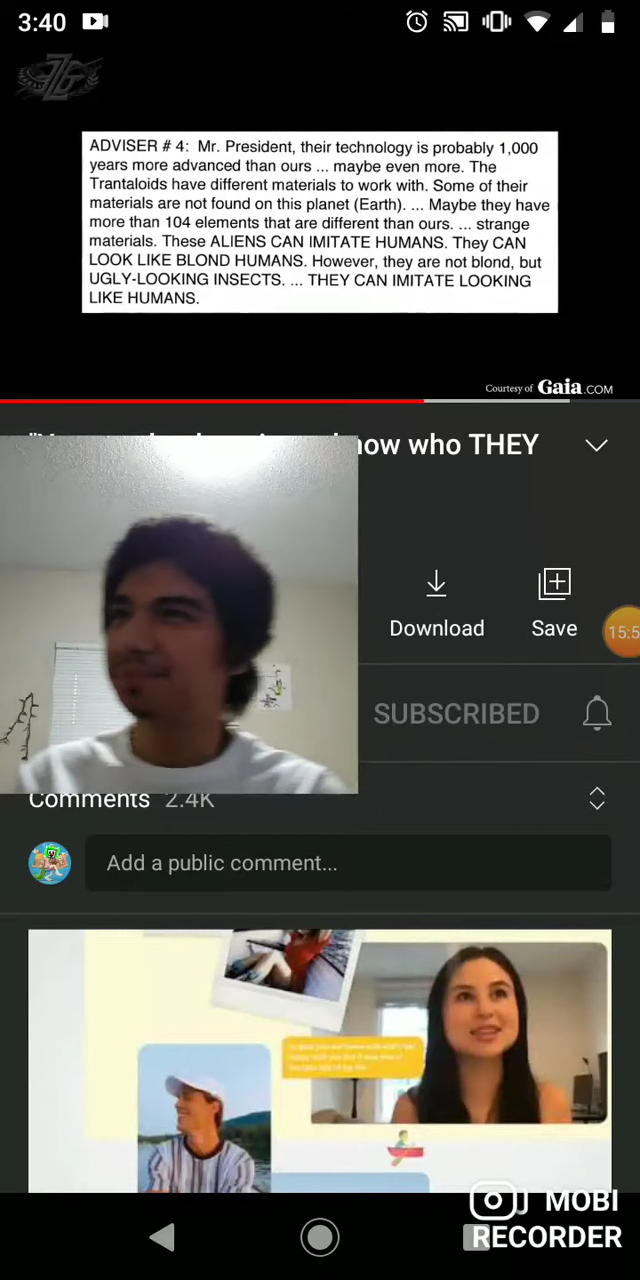 3:40
ADVISER # 4: Mr. President, their technology is probably 1,000
years more advanced than ours ... maybe even more. The
Trantaloids have different materials to work with. Some of their
materials are not found on this planet (Earth). ... Maybe they have
more than 104 elements that are different than ours. ... strange
materials. These ALIENS CAN IMITATE HUMANS. They CAN
LOOK LIKE BLOND HUMANS. However, they are not blond, but
UGLY-LOOKING INSECTS. ... THEY CAN IMITATE LOOKING
LIKE HUMANS.
Courtesy of Gaia.COM
who THEY
Download
Save
15:5
SUBSCRIBED
Comments 2.4K
Add a public comment...
MOBI
RECORDER